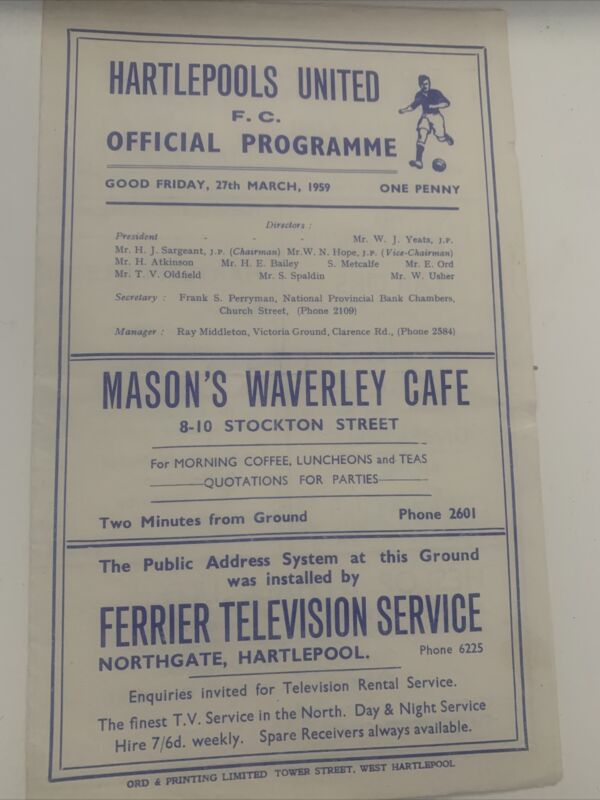 HARTLEPOOLS UNITED
F. C.
OFFICIAL PROGRAMME
GOOD FRIDAY, 27th MARCH, 1959 ONE PENNY
Directors :
President - - - Mr. W. J. Yeats, J.P.
Mr. H. J. Sargeant, J.P. (Chairman) Mr. W. N. Hope, J.P. (Vice-Chairman)
Mr. H. Atkinson Mr. H. E. Bailey S. Metcalfe Mr. E. Ord
Mr. T. V. Oldfield Mr. S. Spaldin Mr. W. Usher
Secretary : Frank S. Perryman, National Provincial Bank Chambers,
Church Street, (Phone 2109)
Manager : Ray Middleton, Victoria Ground, Clarence Rd., (Phone 2584)
MASON'S WAVERLEY CAFE
8-10 STOCKTON STREET
For MORNING COFFEE, LUNCHEONS and TEAS
QUOTATIONS FOR PARTIES
Two Minutes from Ground Phone 2601
The Public Address System at this Ground
was installed by
FERRIER TELEVISION SERVICE
NORTHGATE, HARTLEPOOL. Phone 6225
Enquiries invited for Television Rental Service.
The finest T.V. Service in the North. Day & Night Service
Hire 7/6d. weekly. Spare Receivers always available.
ORD & PRINTING LIMITED TOWER STREET, WEST HARTLEPOOL